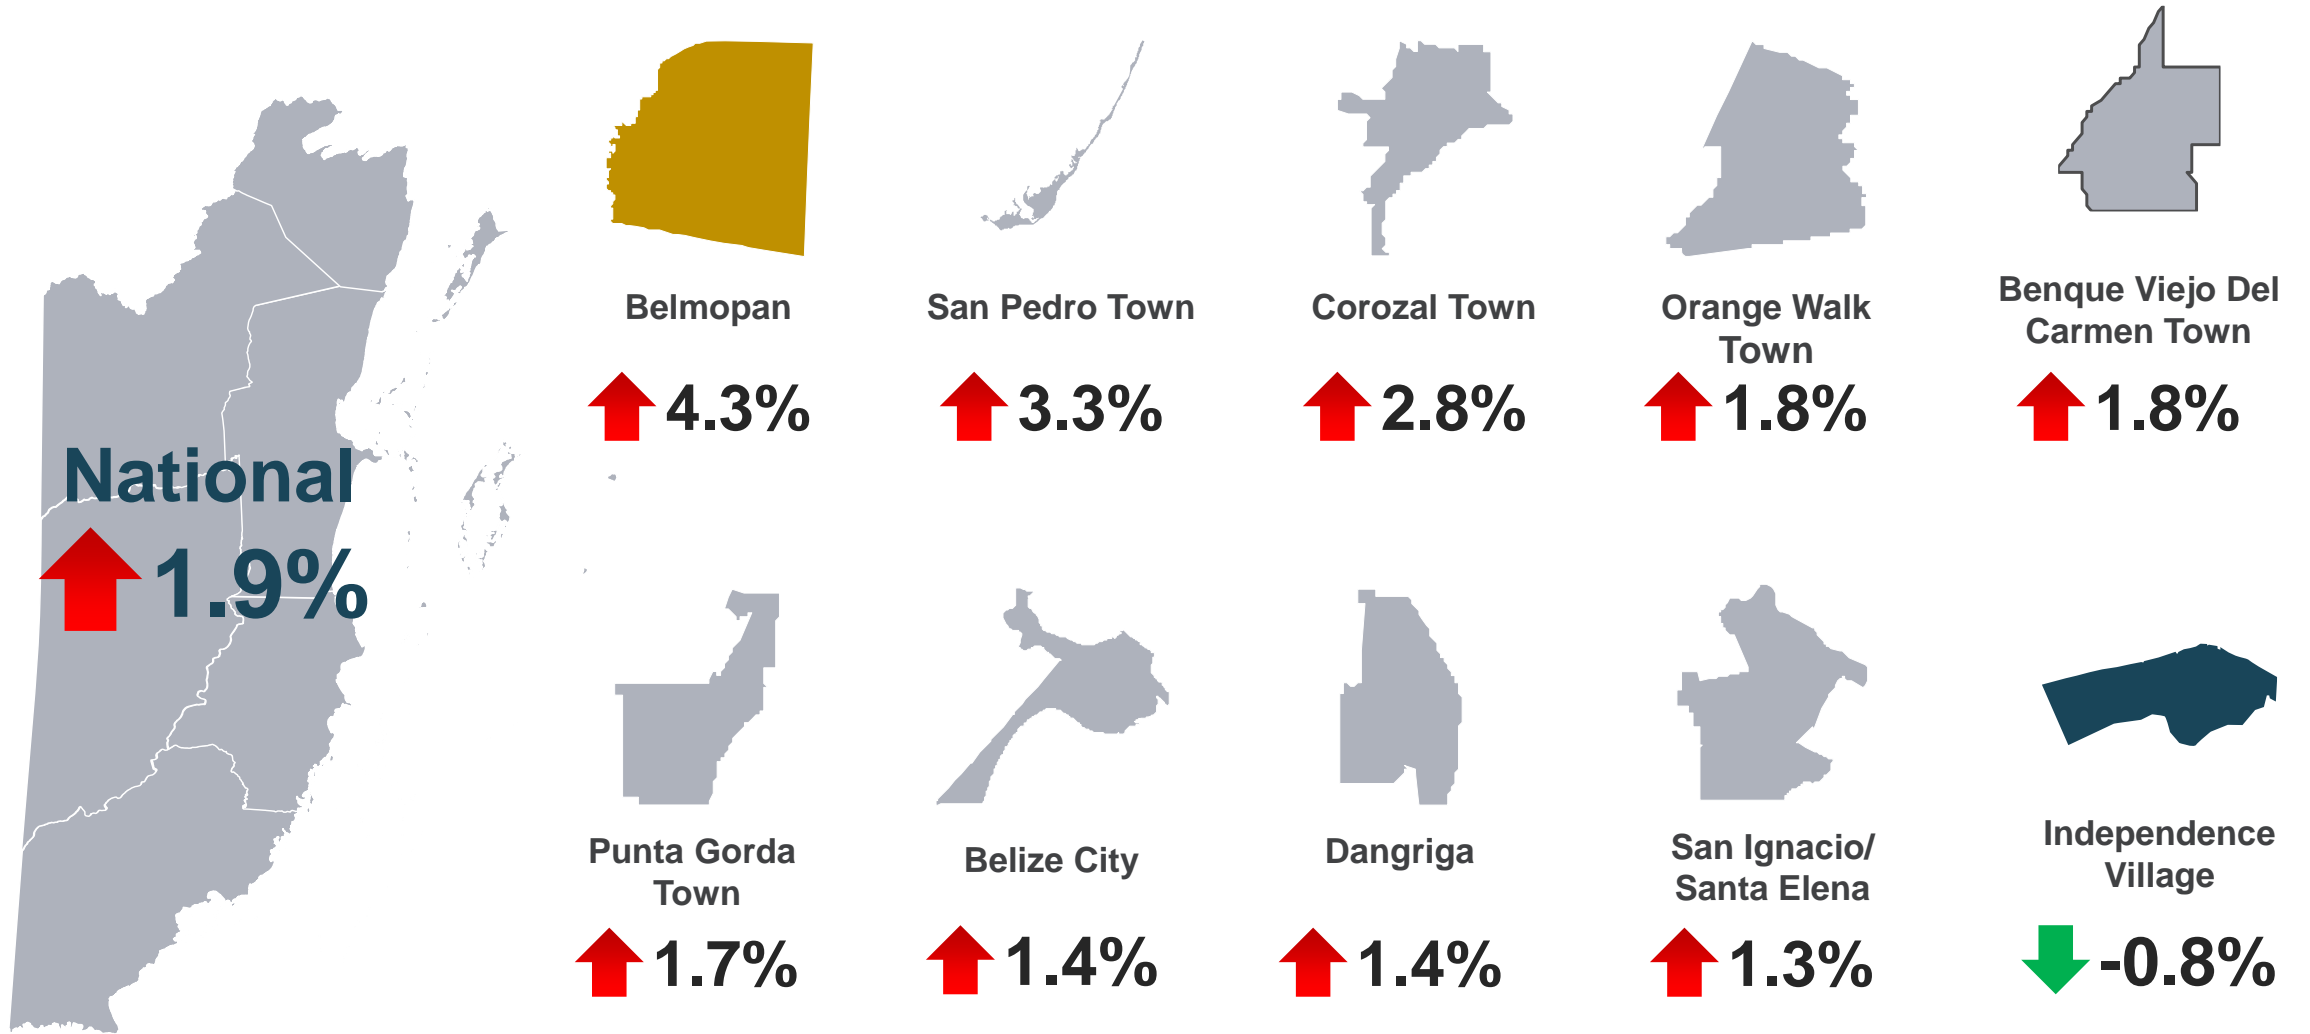 National
1.9%
Belmopan
4.3%
San Pedro Town
3.3%
Corozal Town
2.8%
Orange Walk
Town
1.8%
Benque Viejo Del
Carmen Town
1.8%
Punta Gorda
Town
1.7%
Belize City
1.4%
Dangriga
1.4%
San Ignacio/
Santa Elena
1.3%
Independence
Village
-0.8%